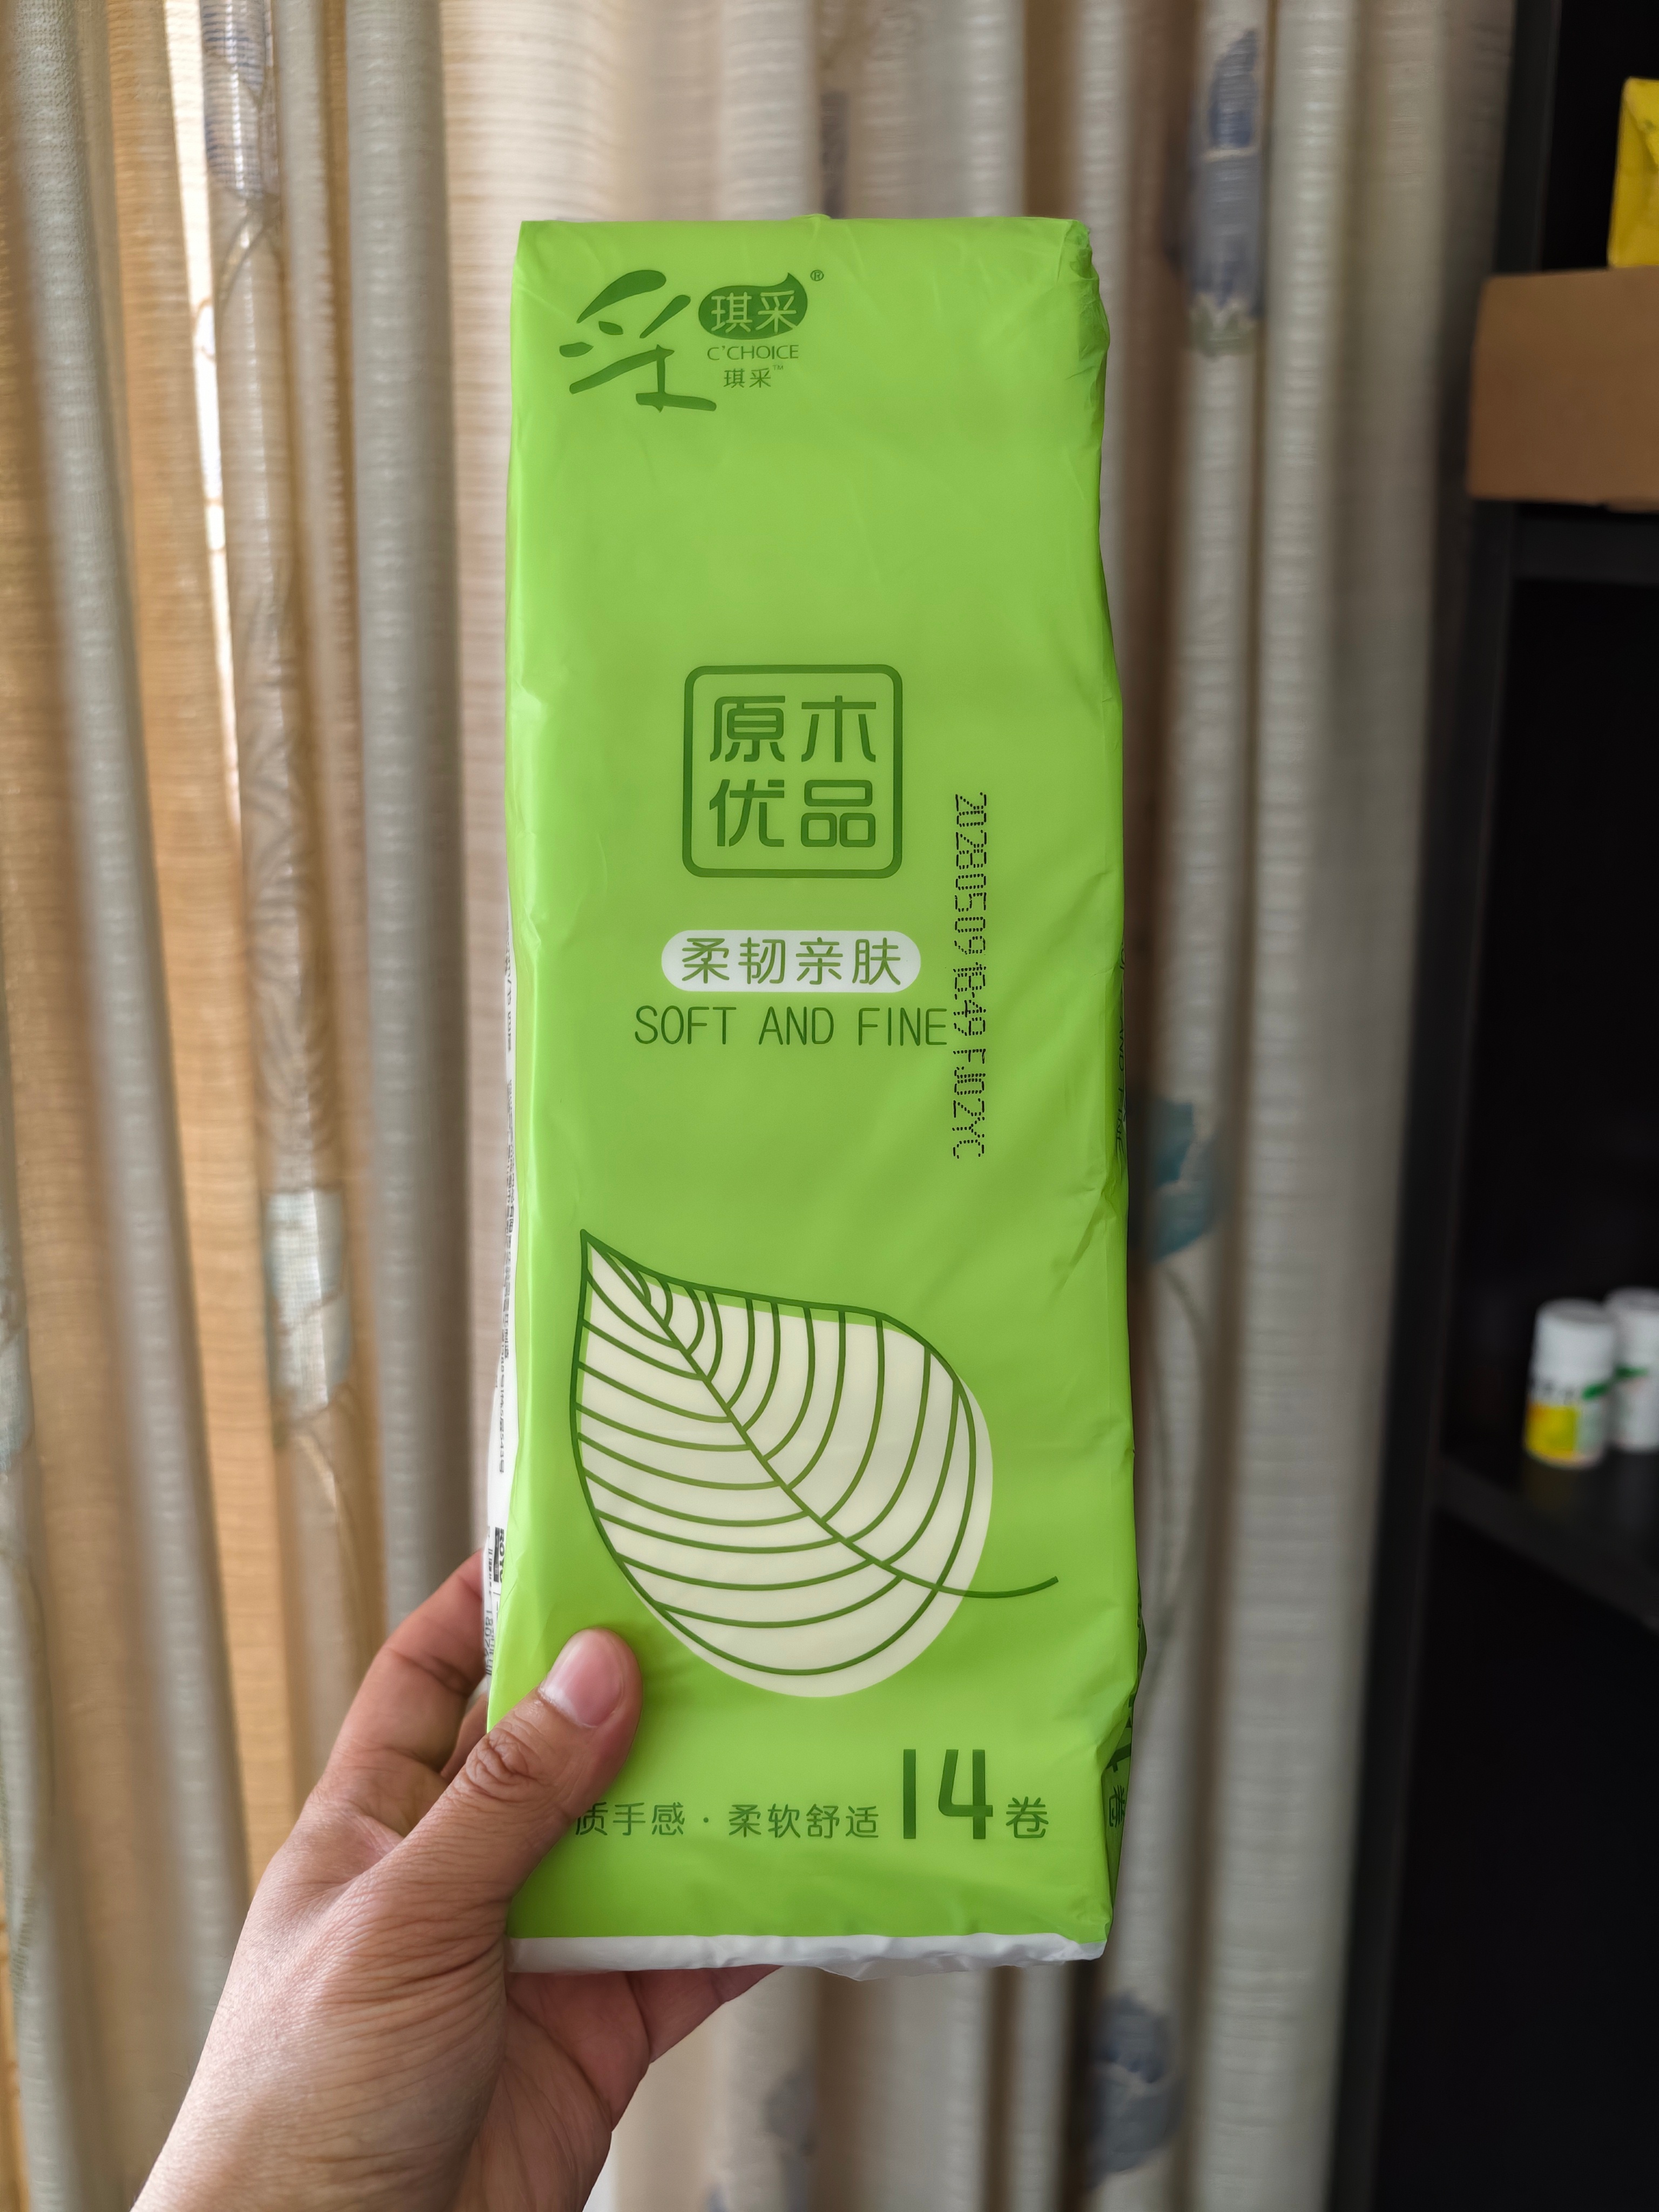 采
琪采®
C'CHOICE
琪采™
原木
优品
柔韧亲肤
SOFT AND FINE
20280509 18:49 FJ02YC
质手感·柔软舒适 14卷